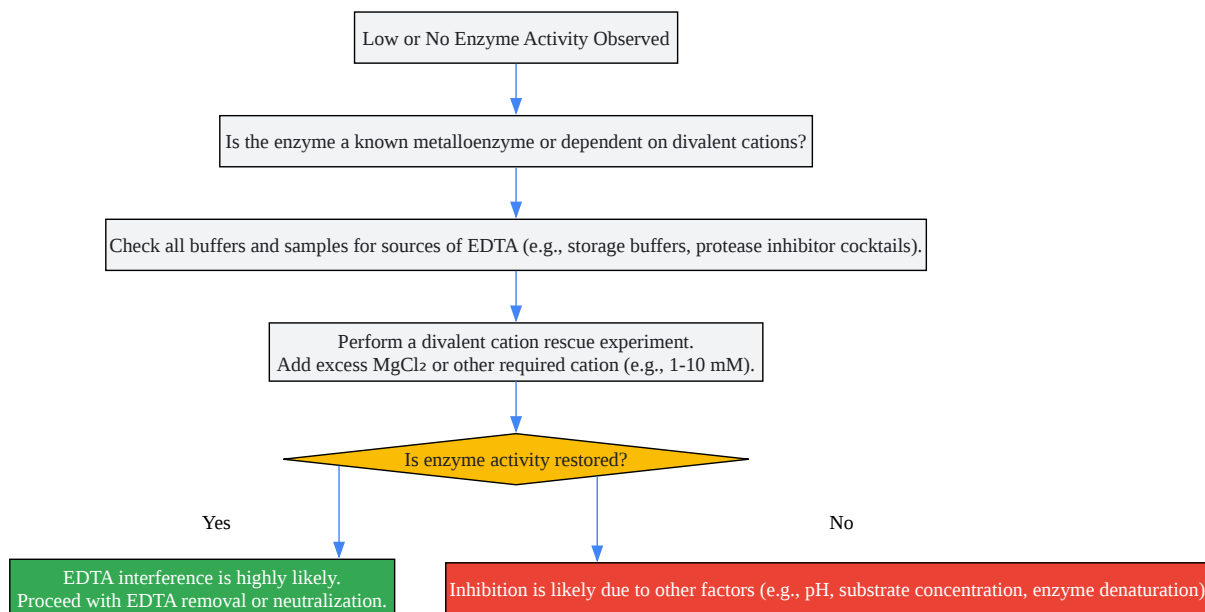 Low or No Enzyme Activity Observed
Is the enzyme a known metalloenzyme or dependent on divalent cations?
Check all buffers and samples for sources of EDTA (e.g., storage buffers, protease inhibitor cocktails).
Perform a divalent cation rescue experiment.
Add excess MgCl₂ or other required cation (e.g., 1-10 mM).
Is enzyme activity restored?
Yes
No
EDTA interference is highly likely.
Proceed with EDTA removal or neutralization.
Inhibition is likely due to other factors (e.g., pH, substrate concentration, enzyme denaturation)